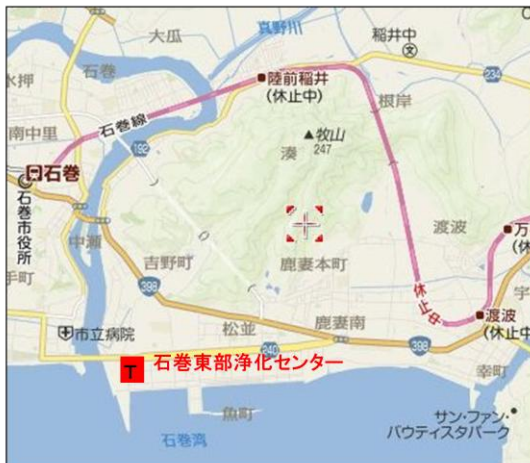 真野川
大瓜
稲井中
石巻
水押
陸前稲井
(休止中)
234
根岸
石巻線
南中里
192
牧山
247
湊
石巻
石巻市役所
中瀬
渡波
万
吉野町
鹿妻本町
手町
398
休止中
渡波
(休止中
市立病院
松並
鹿妻南
240
398
幸町
T
石巻東部浄化センター
魚町
石巻湾
サン・ファン・
バウティスタパーク